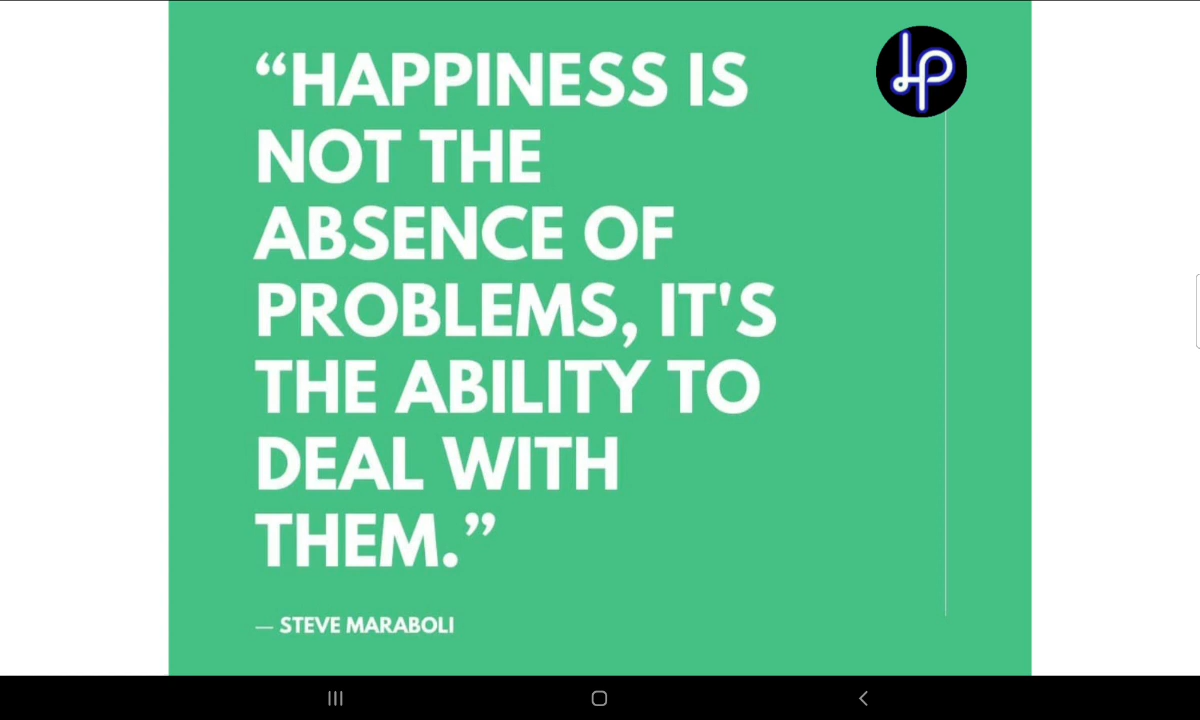 “HAPPINESS IS
NOT THE
ABSENCE OF
PROBLEMS, IT'S
THE ABILITY TO
DEAL WITH
THEM.”
— STEVE MARABOLI